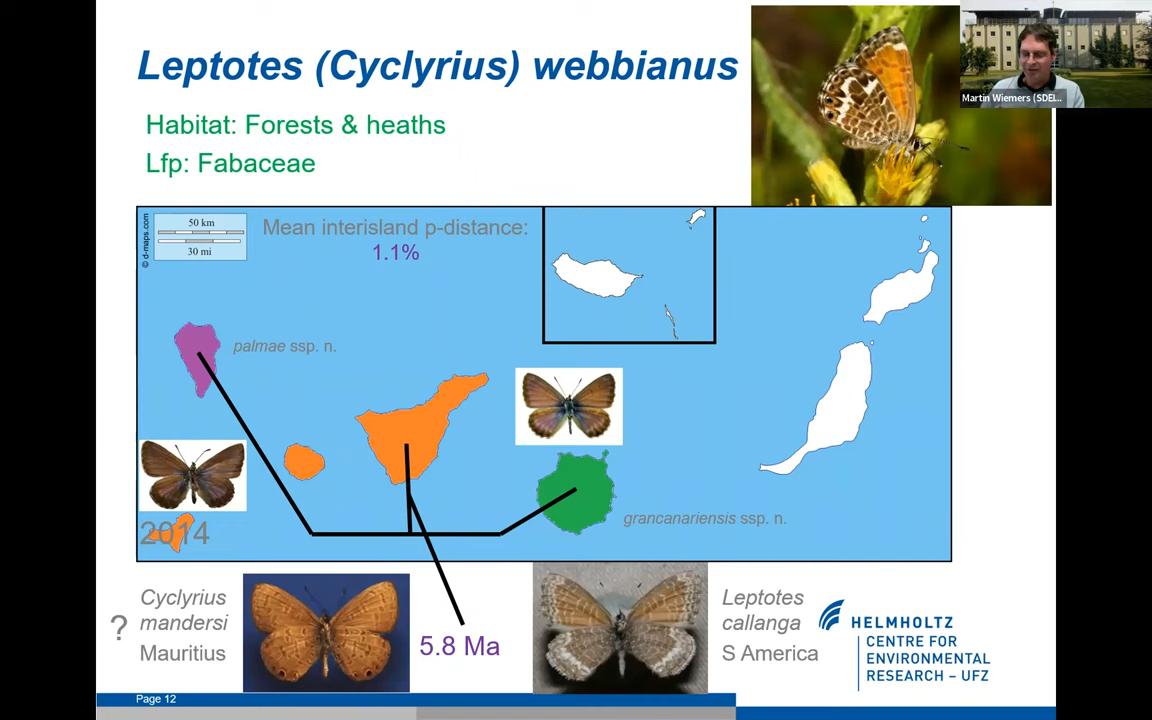 Leptotes (Cyclyrius) webbianus
Martin Wiemers (SDEI...
Habitat: Forests & heaths
Lfp: Fabaceae
© d-maps.com
50 km
30 mi
Mean interisland p-distance:
1.1%
palmae ssp. n.
2014
grancanariensis ssp. n.
?
Cyclyrius
mandersi
Mauritius
5.8 Ma
Leptotes
callanga
S America
HELMHOLTZ
CENTRE FOR
ENVIRONMENTAL
RESEARCH – UFZ
Page 12